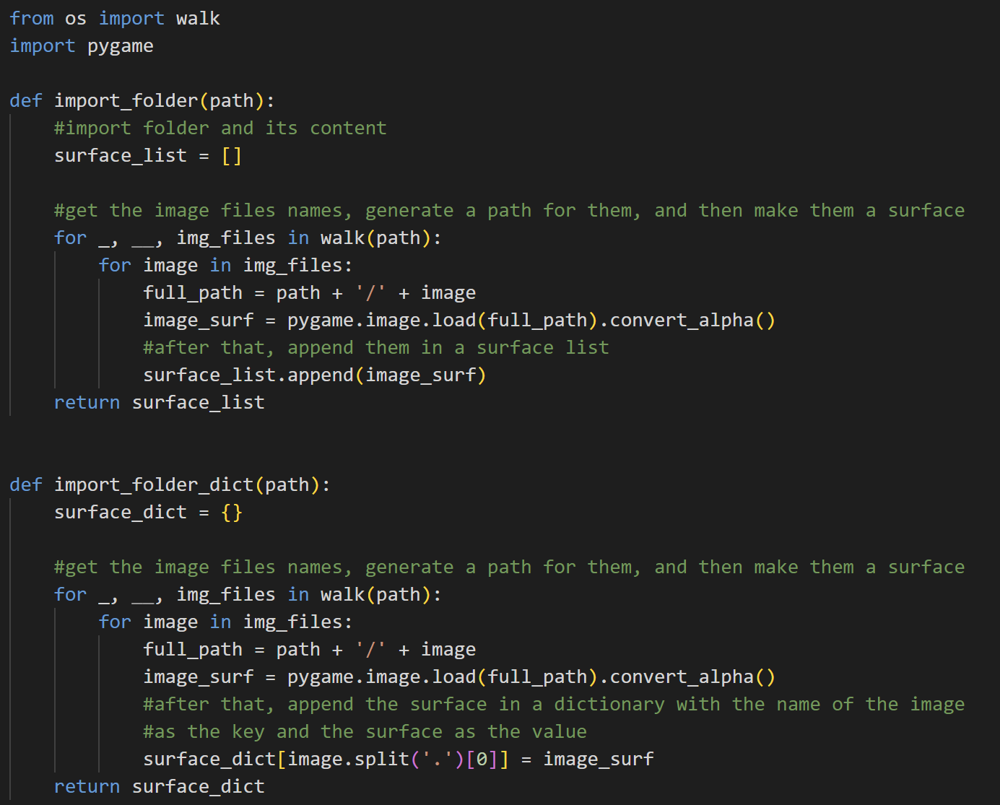 from os import walk
import pygame

def import_folder(path):
    #import folder and its content
    surface_list = []

    #get the image files names, generate a path for them, and then make them a surface
    for _, __, img_files in walk(path):
        for image in img_files:
            full_path = path + '/' + image
            image_surf = pygame.image.load(full_path).convert_alpha()
            #after that, append them in a surface list
            surface_list.append(image_surf)
    return surface_list


def import_folder_dict(path):
    surface_dict = {}

    #get the image files names, generate a path for them, and then make them a surface
    for _, __, img_files in walk(path):
        for image in img_files:
            full_path = path + '/' + image
            image_surf = pygame.image.load(full_path).convert_alpha()
            #after that, append the surface in a dictionary with the name of the image
            #as the key and the surface as the value
            surface_dict[image.split('.')[0]] = image_surf
    return surface_dict